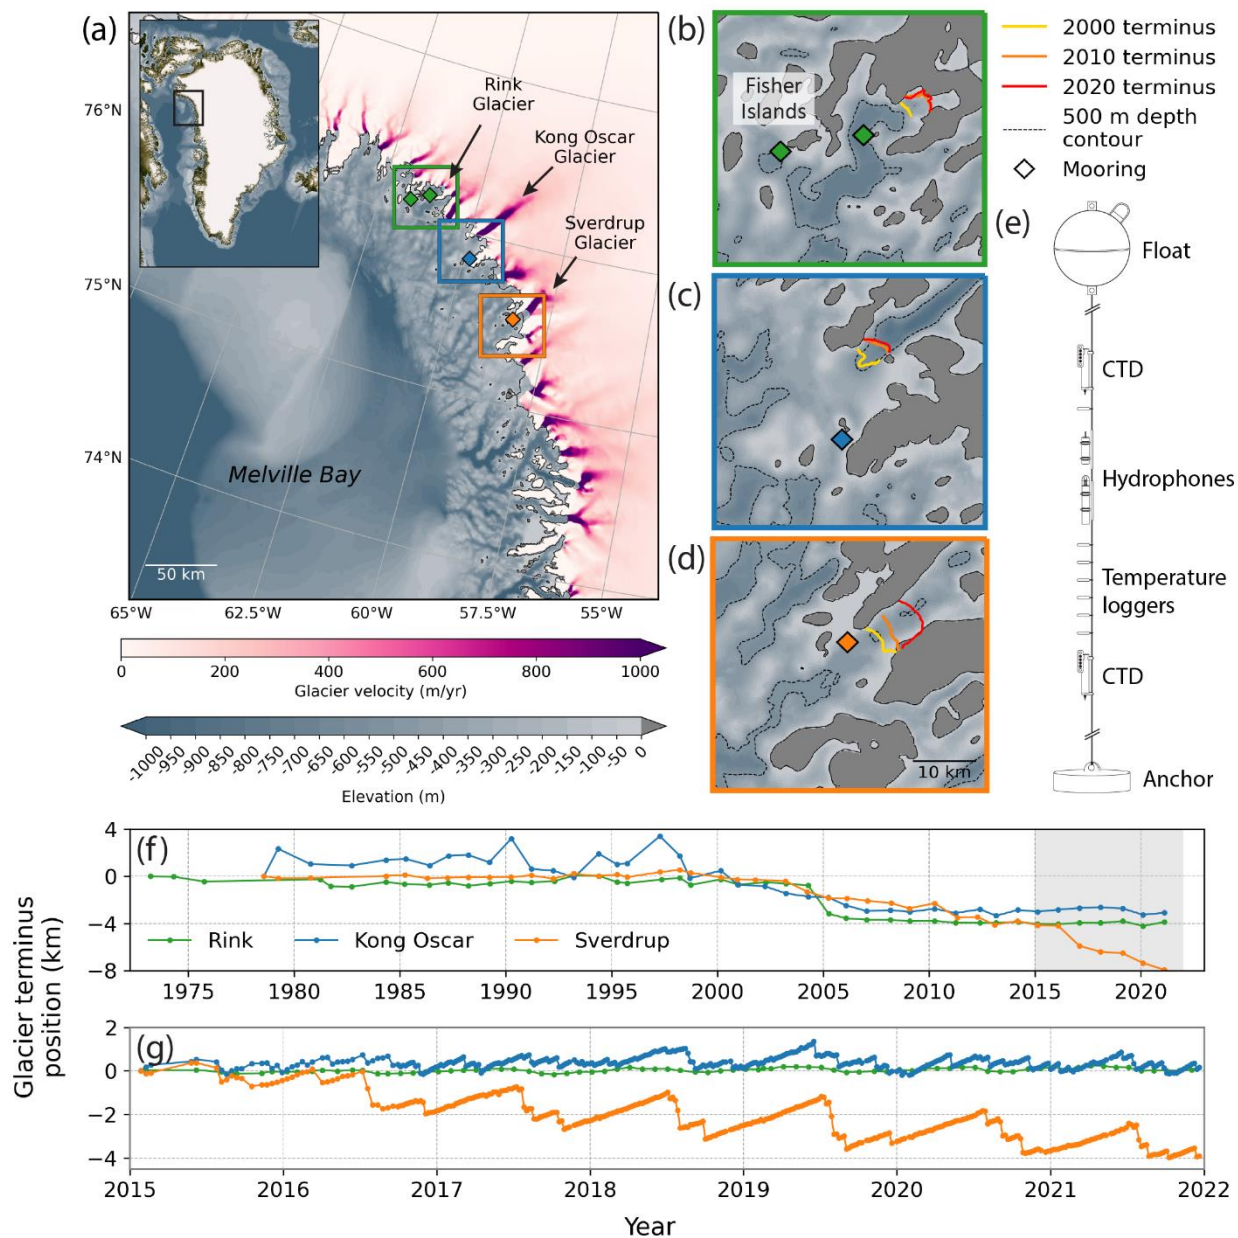 (a)
Rink
Glacier
Kong Oscar
Glacier
Sverdrup
Glacier
76°N
75°N
74°N
Melville Bay
50 km
65°W
62.5°W
60°W
57.5°W
55°W
0
200
400
600
800
1000
Glacier velocity (m/yr)
-1000
-950
-900
-850
-800
-750
-700
-650
-600
-550
-500
-450
-400
-350
-300
-250
-200
-150
-100
-50
0
Elevation (m)
(b)
Fisher
Islands
(c)
(d)
10 km
2000 terminus
2010 terminus
2020 terminus
500 m depth
contour
Mooring
(e)
Float
CTD
Hydrophones
Temperature
loggers
CTD
Anchor
Glacier terminus
position (km)
(f)
4
0
−4
−8
Rink
Kong Oscar
Sverdrup
1975
1980
1985
1990
1995
2000
2005
2010
2015
2020
(g)
2
0
−2
−4
2015
2016
2017
2018
2019
2020
2021
2022
Year